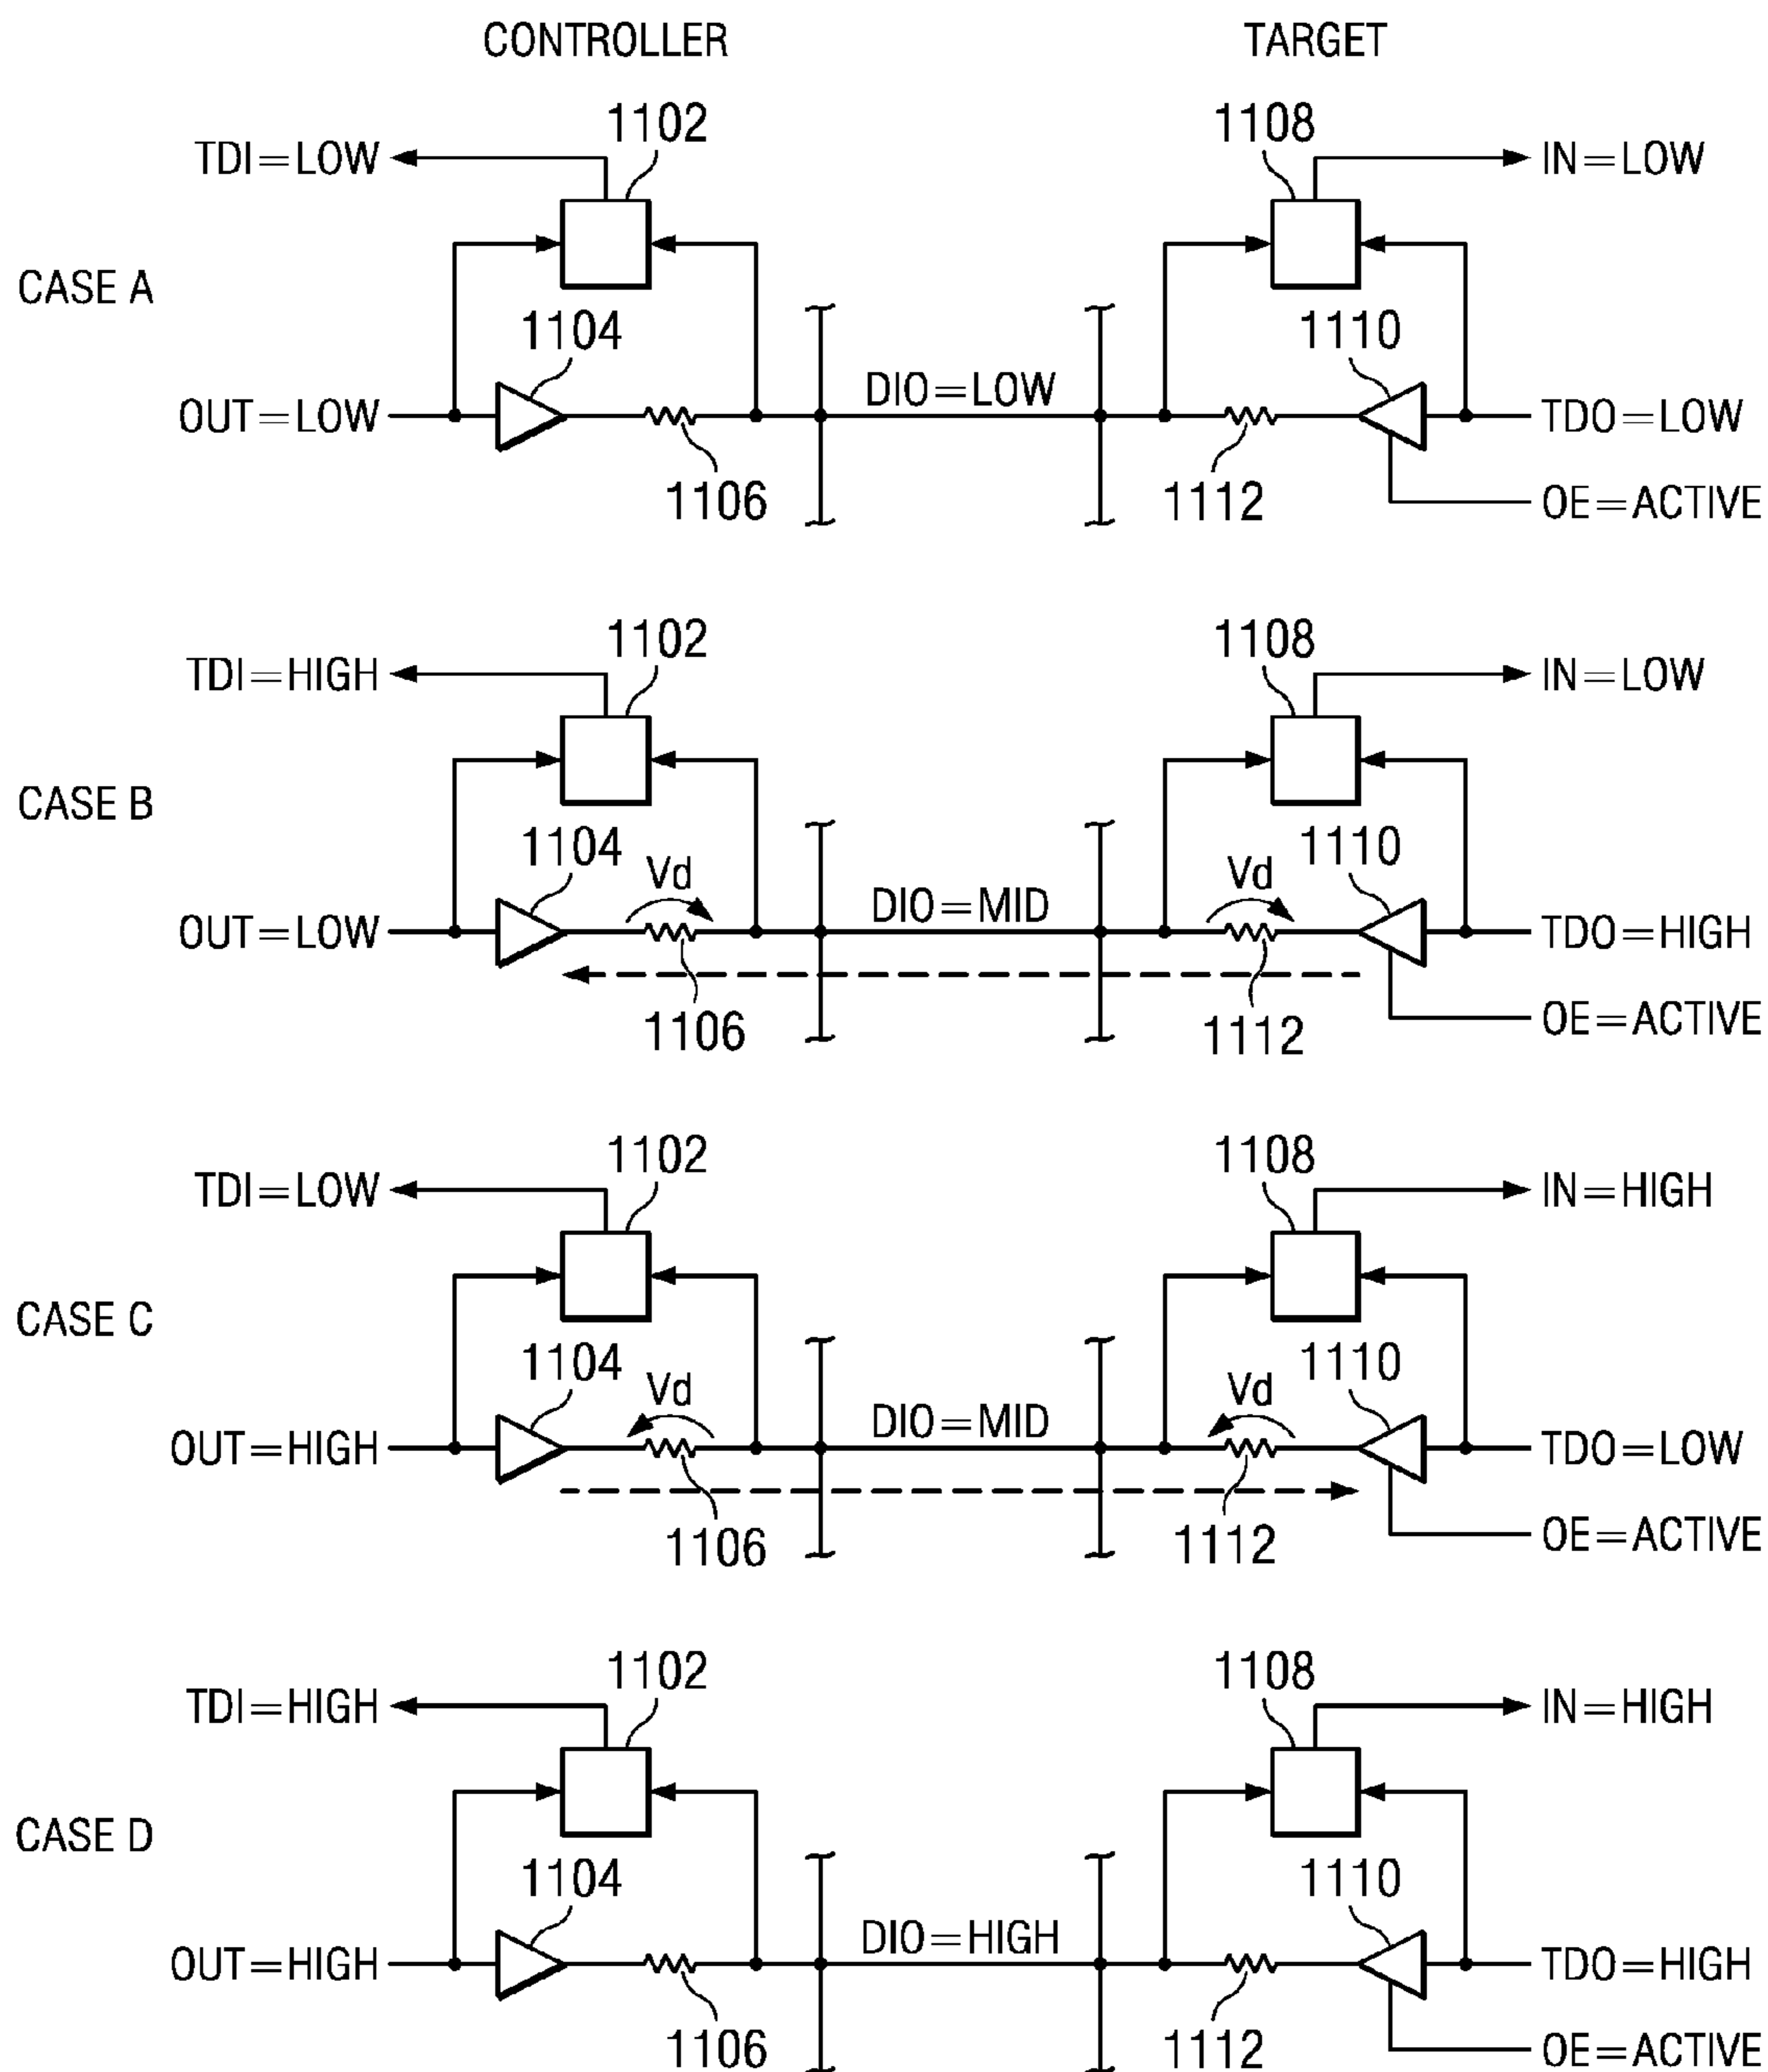 CONTROLLER TARGET
1102 1108
TDI=LOW IN=LOW
CASE A
1104 1110
DIO=LOW
OUT=LOW TDO=LOW
1106 1112 OE=ACTIVE
1102 1108
TDI=HIGH IN=LOW
CASE B
1104 Vd Vd 1110
DIO=MID
OUT=LOW TDO=HIGH
1106 1112 OE=ACTIVE
1102 1108
TDI=LOW IN=HIGH
CASE C
1104 Vd Vd 1110
DIO=MID
OUT=HIGH TDO=LOW
1106 1112 OE=ACTIVE
1102 1108
TDI=HIGH IN=HIGH
CASE D
1104 1110
DIO=HIGH
OUT=HIGH TDO=HIGH
1106 1112 OE=ACTIVE